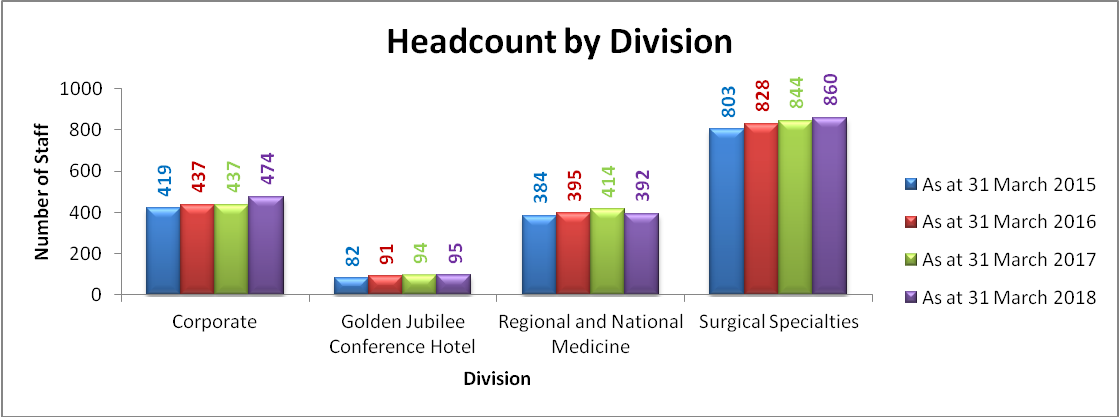 Headcount by Division
Number of Staff
1000
800
600
400
200
0
419
437
437
474
82
91
94
95
384
395
414
392
803
828
844
860
Corporate
Golden Jubilee
Conference Hotel
Regional and National
Medicine
Surgical Specialties
Division
As at 31 March 2015
As at 31 March 2016
As at 31 March 2017
As at 31 March 2018